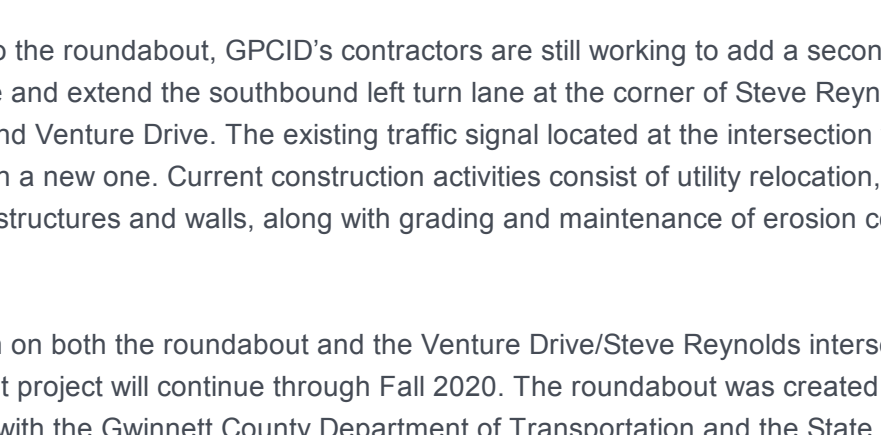 the roundabout, GPCID’s contractors are still working to add a secon
and extend the southbound left turn lane at the corner of Steve Reyn
nd Venture Drive. The existing traffic signal located at the intersection
a new one. Current construction activities consist of utility relocation,
structures and walls, along with grading and maintenance of erosion c
on both the roundabout and the Venture Drive/Steve Reynolds interse
t project will continue through Fall 2020. The roundabout was created
with the Gwinnett County Department of Transportation and the State